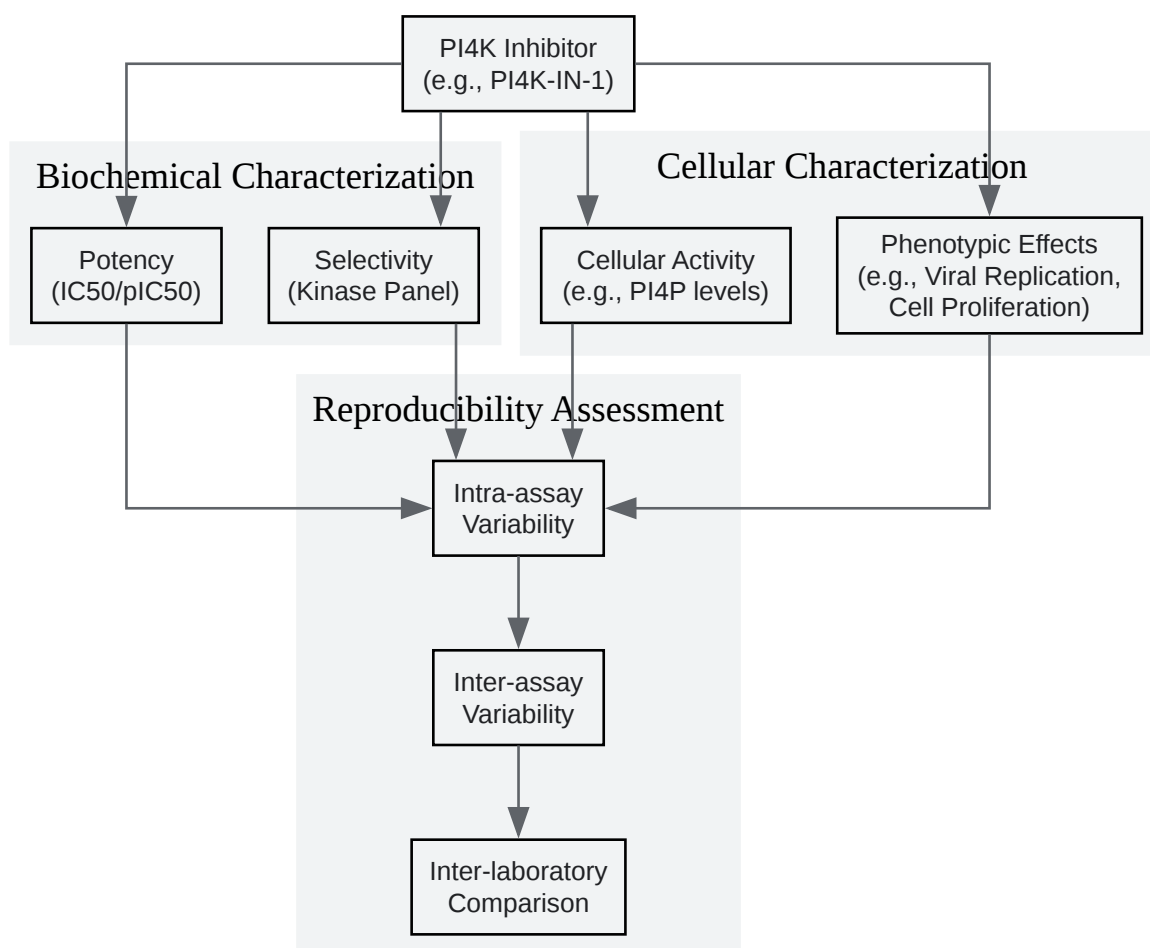 PI4K Inhibitor
(e.g., PI4K-IN-1)
Biochemical Characterization
Cellular Characterization
Potency
(IC50/pIC50)
Selectivity
(Kinase Panel)
Cellular Activity
(e.g., PI4P levels)
Phenotypic Effects
(e.g., Viral Replication,
Cell Proliferation)
Reproducibility Assessment
Intra-assay
Variability
Inter-assay
Variability
Inter-laboratory
Comparison